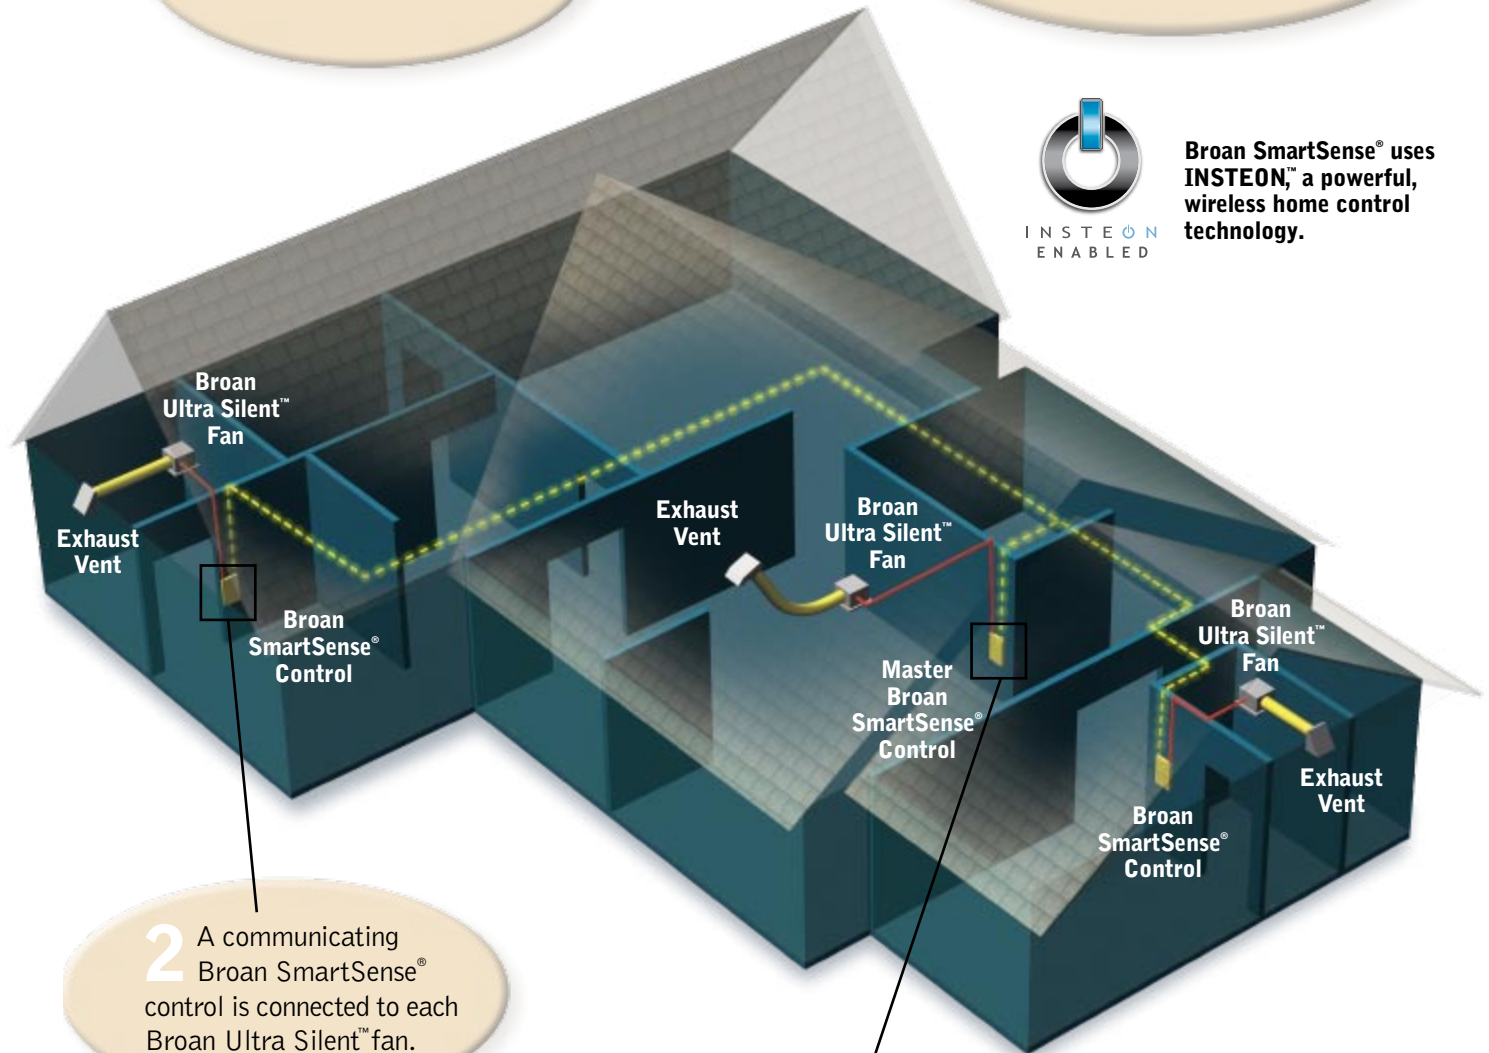 Broan SmartSense® uses
INSTEON,™ a powerful,
wireless home control
technology.
INSTEON
ENABLED
Broan
Ultra Silent™
Fan
Exhaust
Vent
Broan
SmartSense®
Control
Exhaust
Vent
Broan
Ultra Silent™
Fan
Master
Broan
SmartSense®
Control
Broan
Ultra Silent™
Fan
Exhaust
Vent
Broan
SmartSense®
Control
2 A communicating
Broan SmartSense®
control is connected to each
Broan Ultra Silent™ fan.